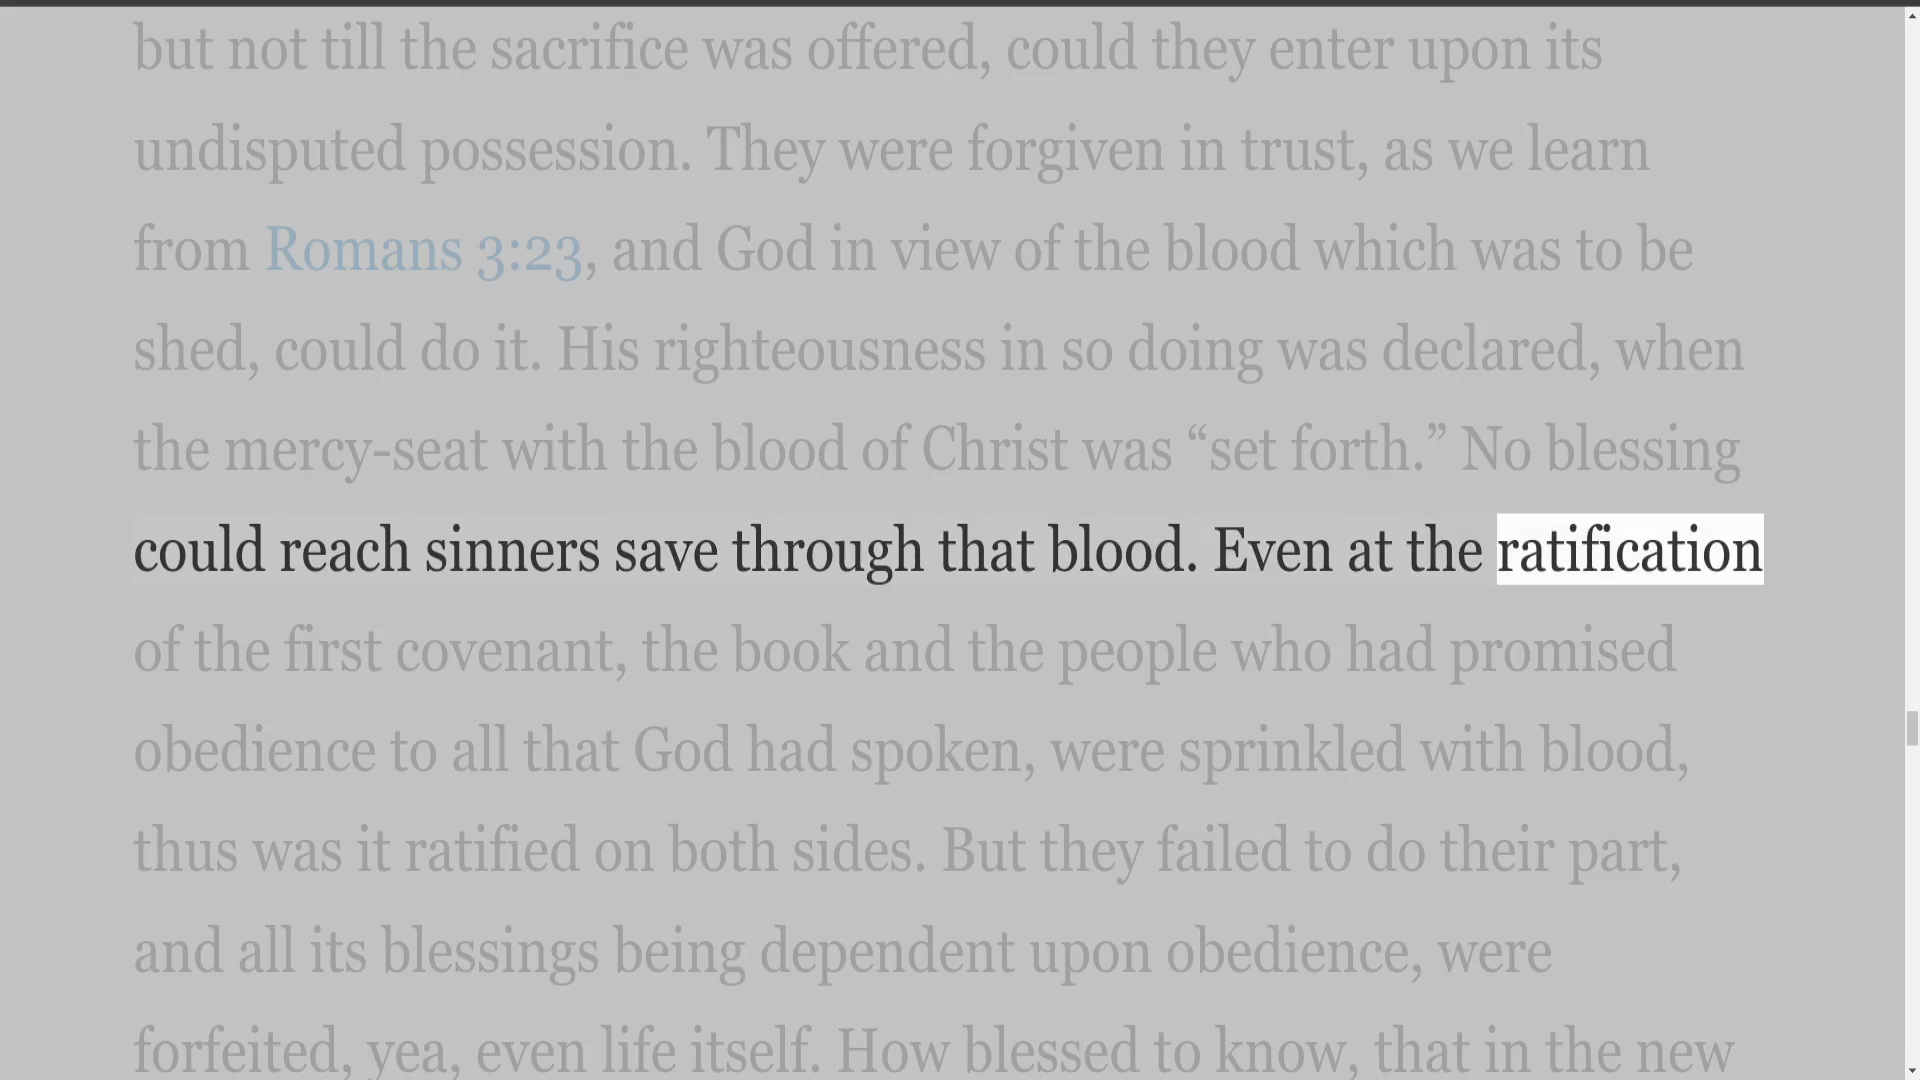 but not till the sacrifice was offered, could they enter upon its
undisputed possession. They were forgiven in trust, as we learn
from Romans 3:23, and God in view of the blood which was to be
shed, could do it. His righteousness in so doing was declared, when
the mercy-seat with the blood of Christ was “set forth.” No blessing
could reach sinners save through that blood. Even at the ratification
of the first covenant, the book and the people who had promised
obedience to all that God had spoken, were sprinkled with blood,
thus was it ratified on both sides. But they failed to do their part,
and all its blessings being dependent upon obedience, were
forfeited, yea, even life itself. How blessed to know, that in the new